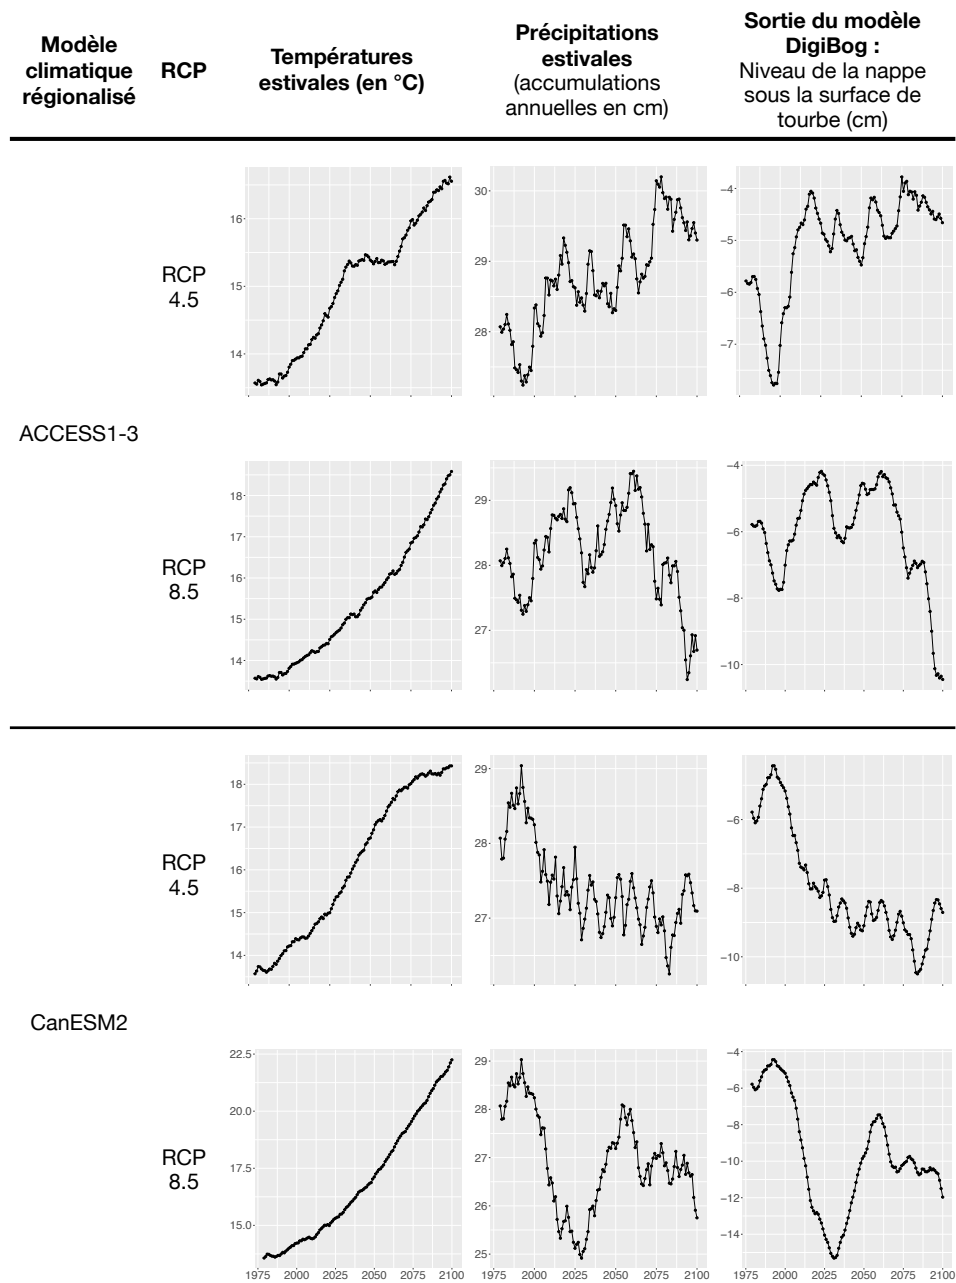 Modèle
climatique
régionalisé
RCP
Températures
estivales (en °C)
Précipitations
estivales
(accumulations
annuelles en cm)
Sortie du modèle
DigiBog :
Niveau de la nappe
sous la surface de
tourbe (cm)
ACCESS1-3
RCP
4.5
16
15
14
30
29
28
−4
−5
−6
−7
RCP
8.5
18
17
16
15
14
29
28
27
−4
−6
−8
−10
CanESM2
RCP
4.5
18
17
16
15
14
29
28
27
−6
−8
−10
RCP
8.5
22.5
20.0
17.5
15.0
1975 2000 2025 2050 2075 2100
29
28
27
26
25
1975 2000 2025 2050 2075 2100
−4
−6
−8
−10
−12
−14
1975 2000 2025 2050 2075 2100